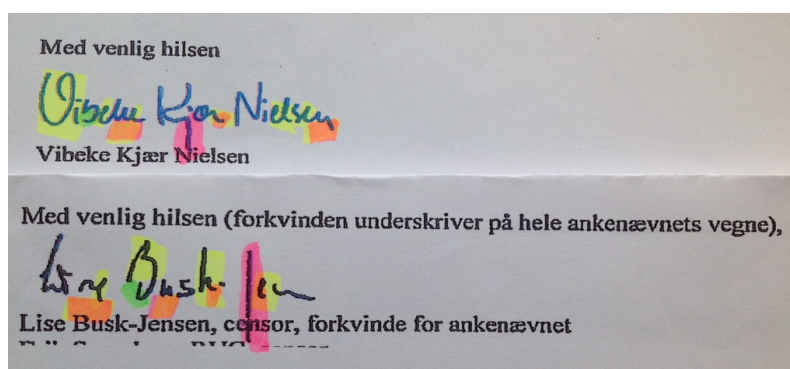 Med venlig hilsen
Vibeke Kjær Nielsen
Vibeke Kjær Nielsen
Med venlig hilsen (forkvinden underskriver på hele ankenævnets vegne),
Lise Busk-Jen
Lise Busk-Jensen, censor, forkvinde for ankenævnet